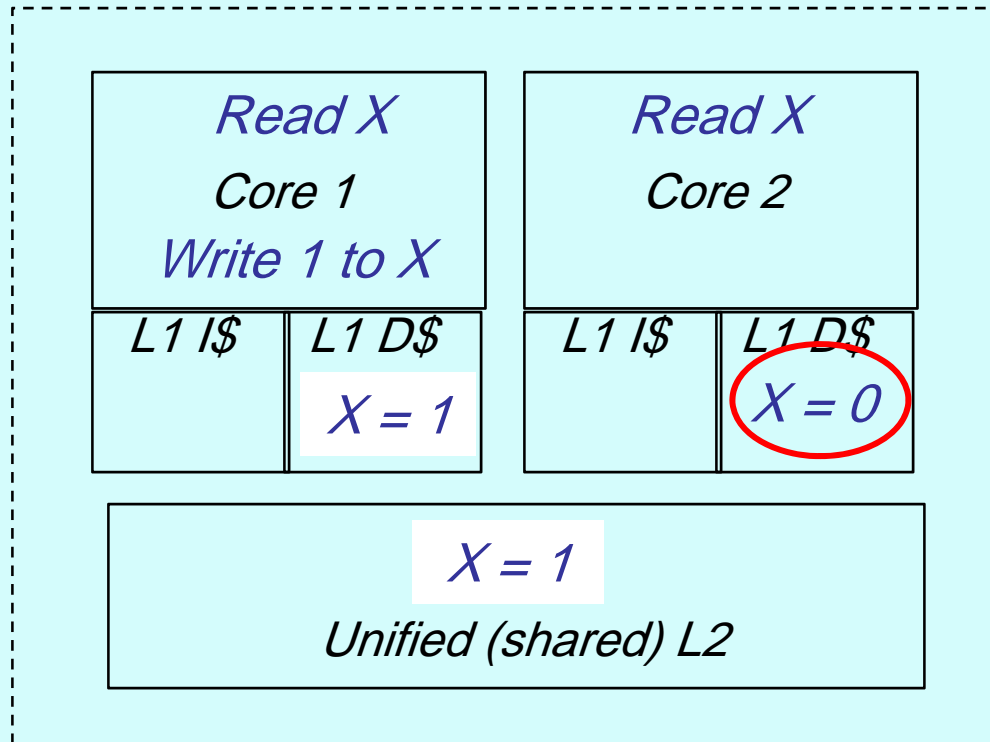 Read X
Core 1
Write 1 to X
L1 I$
L1 D$
X = 1
Read X
Core 2
L1 I$
L1 D$
X = 0
X = 1
Unified (shared) L2